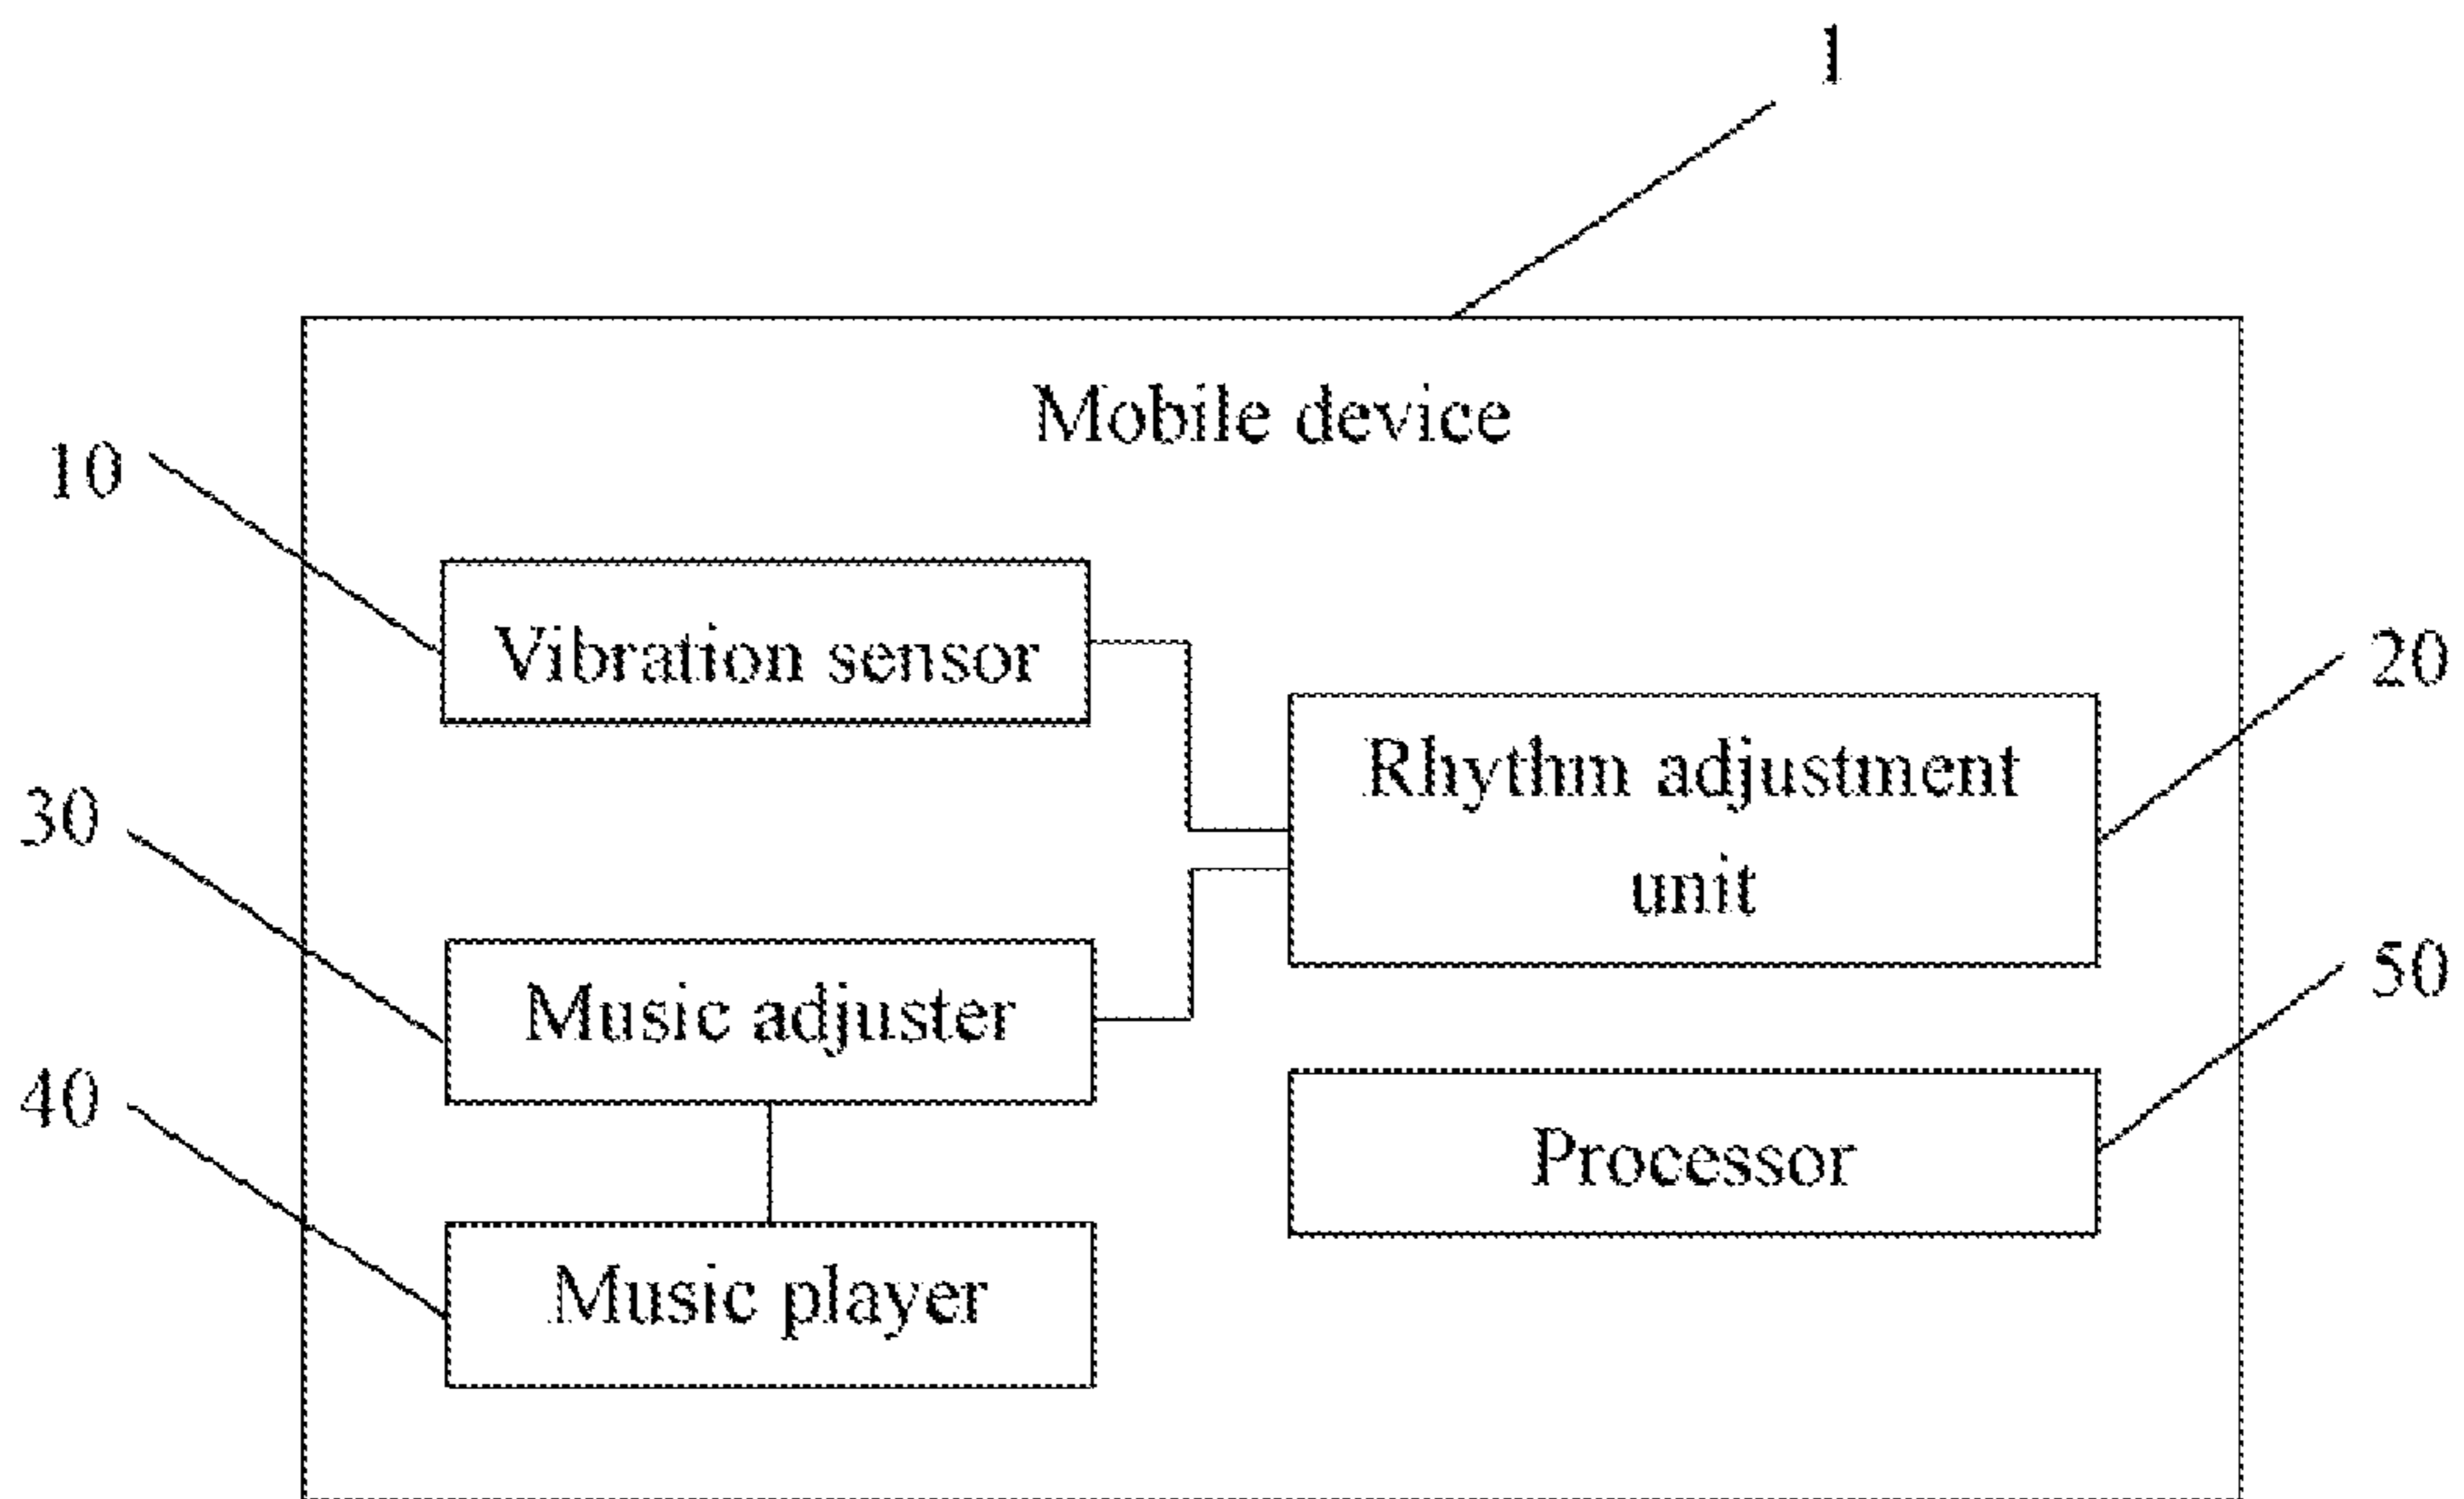 1
Mobile device
10
Vibration sensor
20
Rhythm adjustment
unit
30
Music adjuster
50
40
Processor
Music player